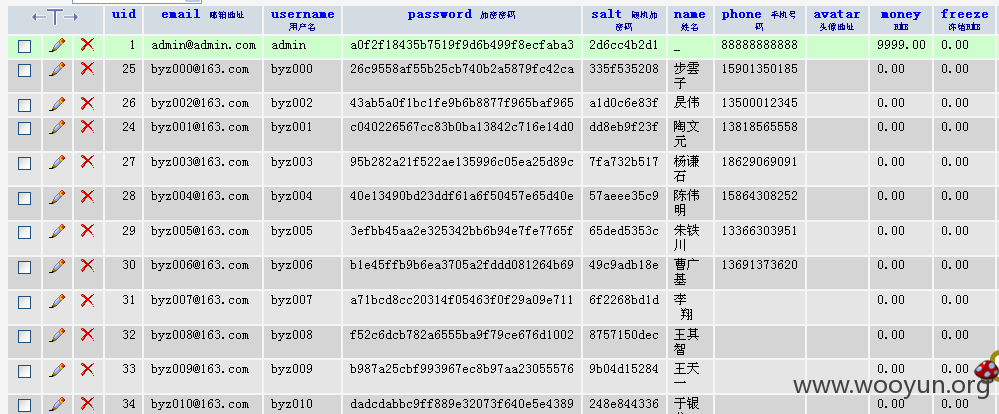 uid email 邮箱地址 username 用户名 password 加密密码 salt 随机加密码 name 姓名 phone 手机号码 avatar 头像地址 money freeze
1 admin@admin.com admin a0f2f18435b7519f9d6b499f8ecfaba3 2d6cc4b2d1 _ 88888888888 9999.00 0.00
25 byz000@163.com byz000 26c9558af55b25cb740b2a5879fc42ca 335f535208 步雲子 15901350185 0.00 0.00
26 byz002@163.com byz002 43ab5a0f1bc1fe9b6b8877f965baf965 a1d0c6e83f 13500012345 0.00 0.00
24 byz001@163.com byz001 c040226567cc83b0ba13842c716e14d0 dd8eb9f23f 陶文元 13818565558 0.00 0.00
27 byz003@163.com byz003 95b282a21f522ae135996c05ea25d89c 7fa732b517 杨谦石 18629069091 0.00 0.00
28 byz004@163.com byz004 40e13490bd23ddf61a6f50457e65d40e 57aeee35c9 陈伟明 15864308252 0.00 0.00
29 byz005@163.com byz005 3efbb45aa2e325342bb6b94e7fe7765f 65ded5353c 朱铁川 13366303951 0.00 0.00
30 byz006@163.com byz006 b1e45ffb9b6ea3705a2fddd081264b69 49c9adb18e 曹广基 13691373620 0.00 0.00
31 byz007@163.com byz007 a71bcd8cc20314f05463f0f29a09e711 6f2268bd1d 李翔 0.00 0.00
32 byz008@163.com byz008 f52c6dcb782a6555ba9f79ce676d1002 8757150dec 王其智 0.00 0.00
33 byz009@163.com byz009 b987a25cbf993967ec8b97aa23055576 9b04d15284 王天一 0.00 0.00
34 byz010@163.com byz010 dadcdabbc9ff889e32073f640e5e4389 248e844336 于银 0.00 0.00
www.wooyun.org